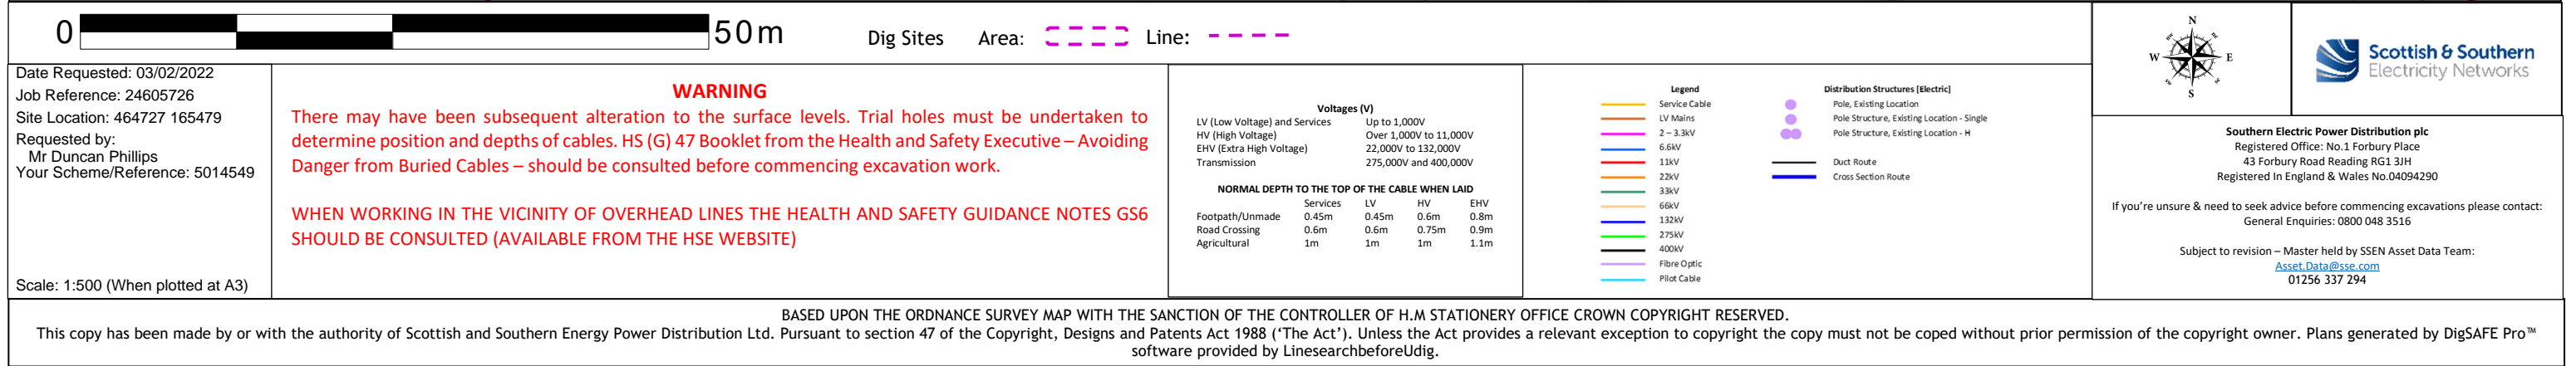 0 50m Dig Sites Area: Line:
Date Requested: 03/02/2022
Job Reference: 24605726
Site Location: 464727 165479
Requested by:
Mr Duncan Phillips
Your Scheme/Reference: 5014549
Scale: 1:500 (When plotted at A3)
WARNING
There may have been subsequent alteration to the surface levels. Trial holes must be undertaken to
determine position and depths of cables. HS (G) 47 Booklet from the Health and Safety Executive – Avoiding
Danger from Buried Cables – should be consulted before commencing excavation work.
WHEN WORKING IN THE VICINITY OF OVERHEAD LINES THE HEALTH AND SAFETY GUIDANCE NOTES GS6
SHOULD BE CONSULTED (AVAILABLE FROM THE HSE WEBSITE)
Voltages (V)
LV (Low Voltage) and Services Up to 1,000V
HV (High Voltage) Over 1,000V to 11,000V
EHV (Extra High Voltage) 22,000V to 132,000V
Transmission 275,000V and 400,000V
NORMAL DEPTH TO THE TOP OF THE CABLE WHEN LAID
Services LV HV EHV
Footpath/Unmade 0.45m 0.45m 0.6m 0.8m
Road Crossing 0.6m 0.6m 0.75m 0.9m
Agricultural 1m 1m 1m 1.1m
Legend
Service Cable
LV Mains
2 – 3.3kV
6.6kV
11kV
22kV
33kV
66kV
132kV
275kV
400kV
Fibre Optic
Pilot Cable
Distribution Structures [Electric]
Pole, Existing Location
Pole Structure, Existing Location - Single
Pole Structure, Existing Location - H
Duct Route
Cross Section Route
N
W E
S
Scottish & Southern
Electricity Networks
Southern Electric Power Distribution plc
Registered Office: No.1 Forbury Place
43 Forbury Road Reading RG1 3JH
Registered In England & Wales No.04094290
If you're unsure & need to seek advice before commencing excavations please contact:
General Enquiries: 0800 048 3516
Subject to revision – Master held by SSEN Asset Data Team:
Asset.Data@sse.com
01256 337 294
BASED UPON THE ORDNANCE SURVEY MAP WITH THE SANCTION OF THE CONTROLLER OF H.M STATIONERY OFFICE CROWN COPYRIGHT RESERVED.
This copy has been made by or with the authority of Scottish and Southern Energy Power Distribution Ltd. Pursuant to section 47 of the Copyright, Designs and Patents Act 1988 ('The Act'). Unless the Act provides a relevant exception to copyright the copy must not be coped without prior permission of the copyright owner. Plans generated by DigSAFE Pro™
software provided by LinesearchbeforeUdig.